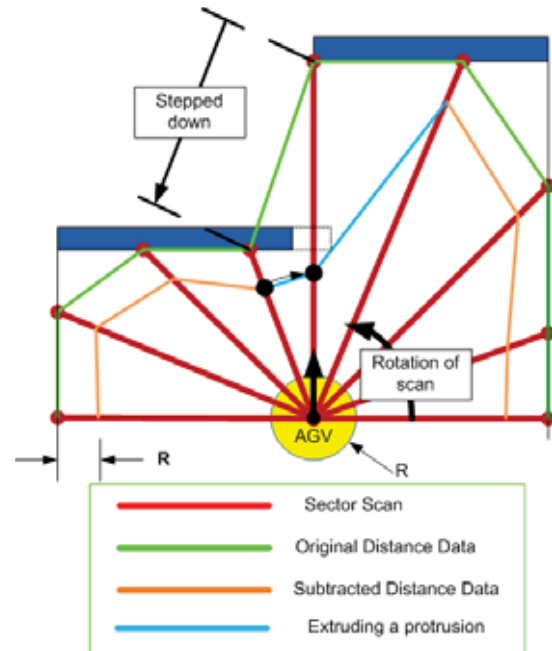 Stepped
down
Rotation of
scan
AGV
R
R
Sector Scan
Original Distance Data
Subtracted Distance Data
Extruding a protrusion